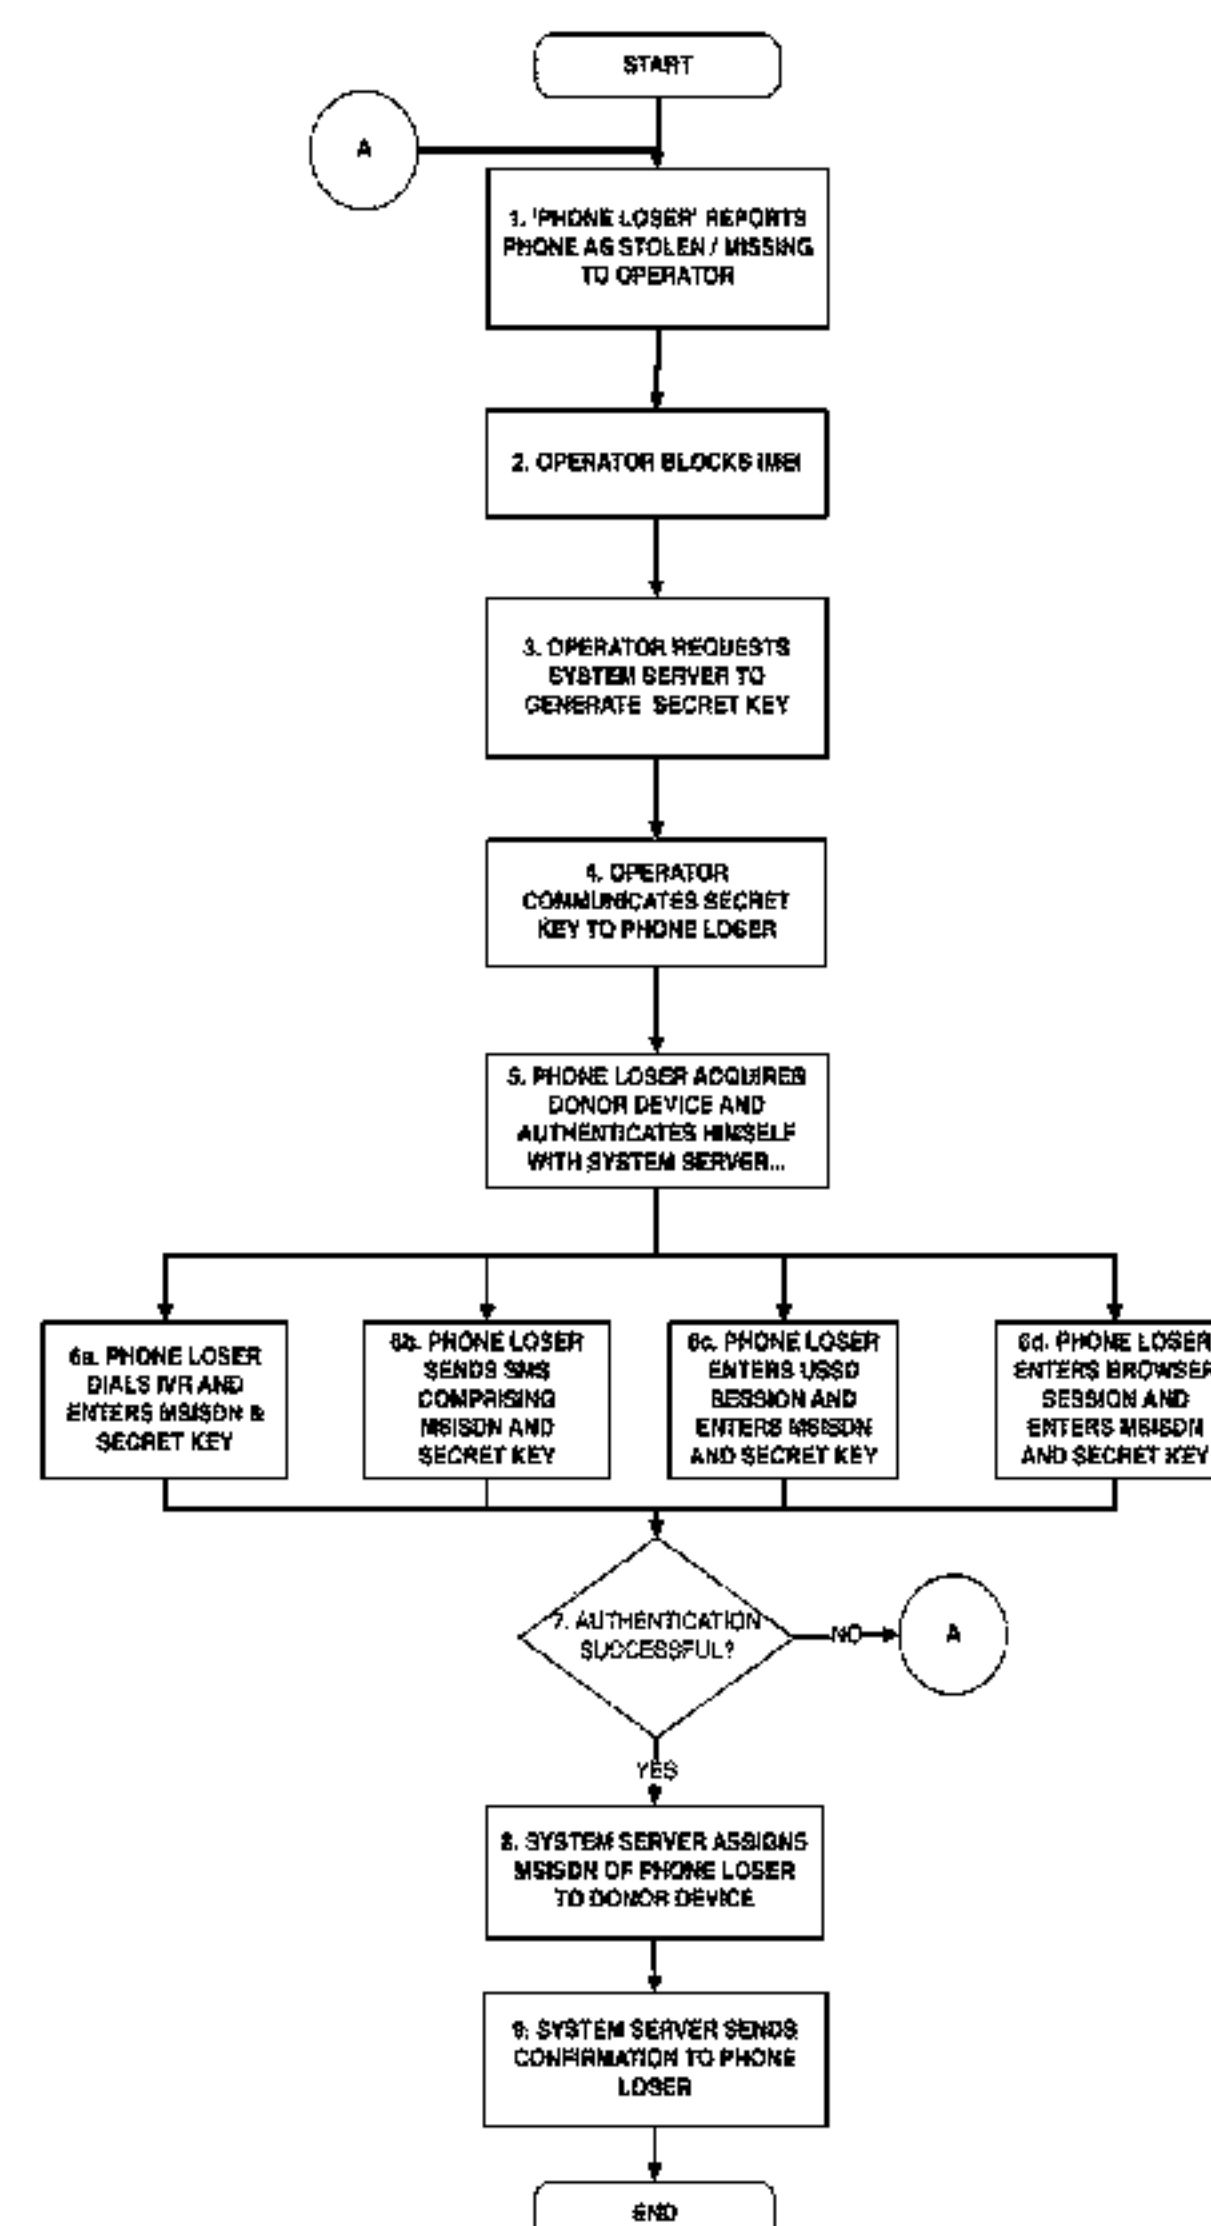 START
A
1. 'PHONE LOSER' REPORTS
PHONE AS STOLEN / MISSING
TO OPERATOR
2. OPERATOR BLOCKS IMSI
3. OPERATOR REQUESTS
SYSTEM SERVER TO
GENERATE SECRET KEY
4. OPERATOR
COMMUNICATES SECRET
KEY TO PHONE LOSER
5. PHONE LOSER ACQUIRES
DONOR DEVICE AND
AUTHENTICATES HIMSELF
WITH SYSTEM SERVER...
6a. PHONE LOSER
DIALS IVR AND
ENTERS MSISDN &
SECRET KEY
6b. PHONE LOSER
SENDS SMS
COMPRISING
MSISDN AND
SECRET KEY
6c. PHONE LOSER
ENTERS USSD
SESSION AND
ENTERS MSISDN
AND SECRET KEY
6d. PHONE LOSER
ENTERS BROWSER
SESSION AND
ENTERS MSISDN
AND SECRET KEY
7. AUTHENTICATION
SUCCESSFUL?
NO
A
YES
8. SYSTEM SERVER ASSIGNS
MSISDN OF PHONE LOSER
TO DONOR DEVICE
9. SYSTEM SERVER SENDS
CONFIRMATION TO PHONE
LOSER
END